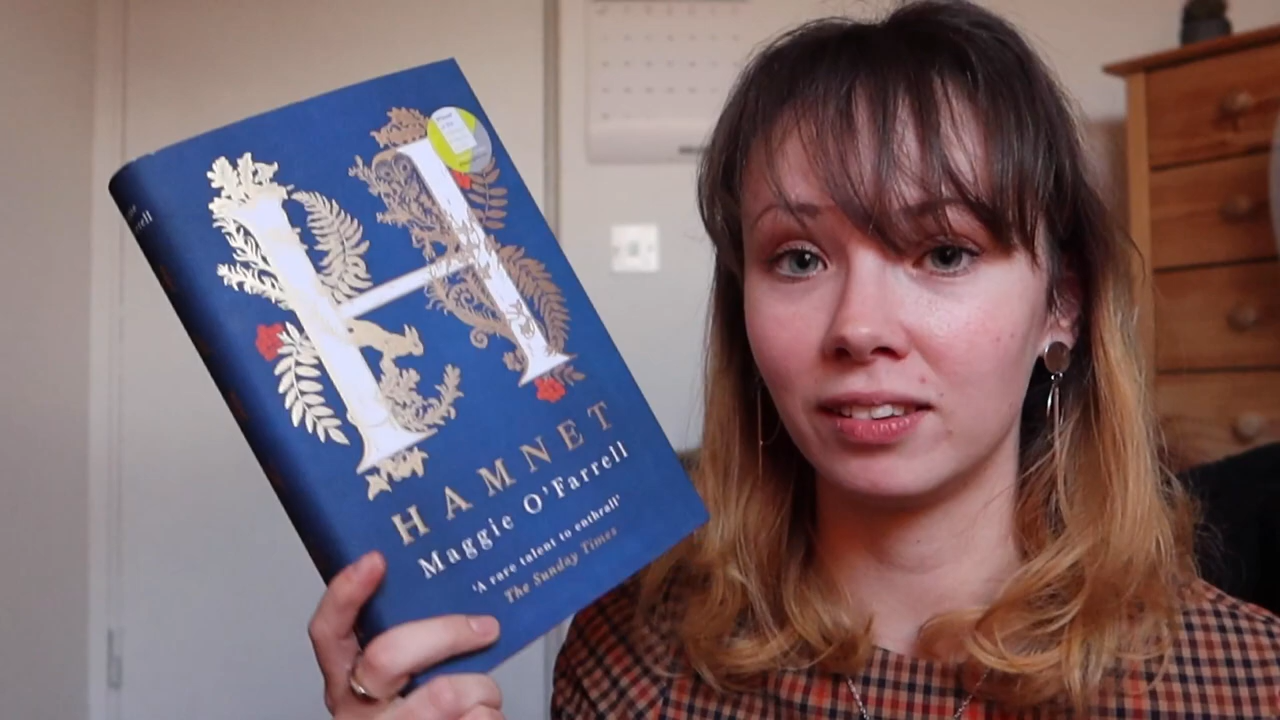 H
HAMNET
Maggie O'Farrell
'A rare talent to enthrall'
The Sunday Times